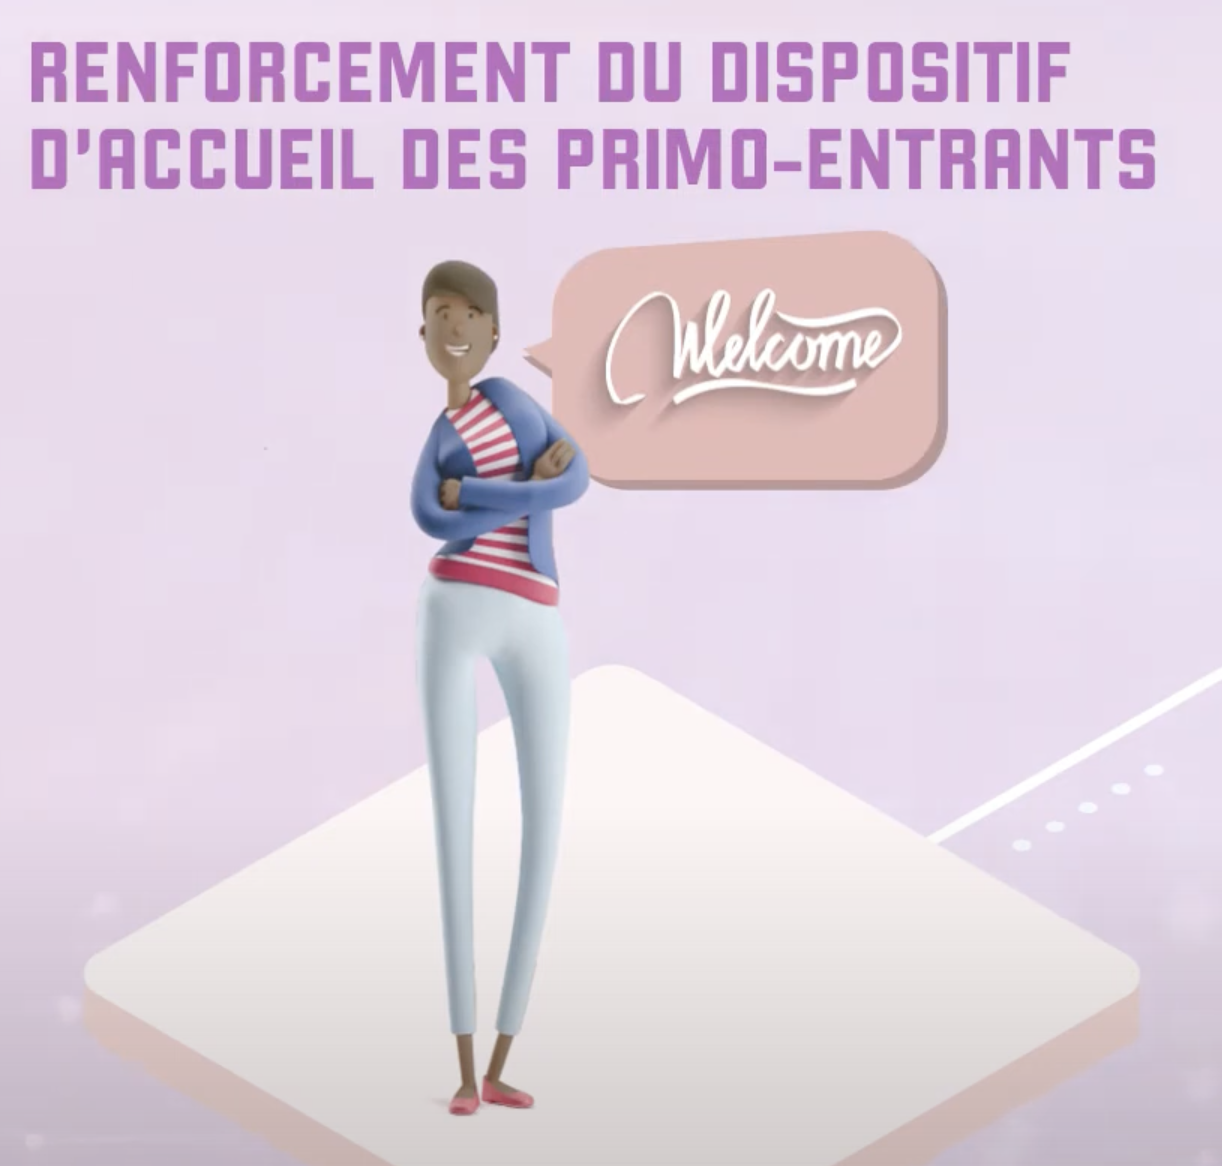 RENFORCEMENT DU DISPOSITIF
D'ACCUEIL DES PRIMO-ENTRANTS
Welcome